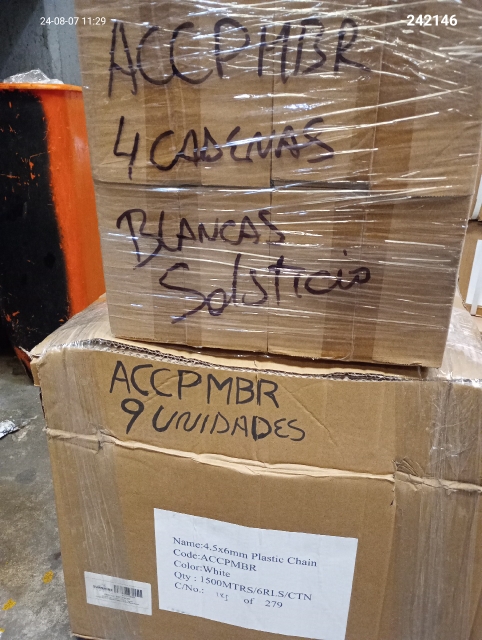 24-08-07 11:29
242146
ACCPMBR
4 CADENAS
BLANCAS
Solsticio
ACCPMBR
9 UNIDADES
Name:4.5x6mm Plastic Chain
Code:ACCPMBR
Color:White
Qty : 1500MTRS/6RLS/CTN
C/No.: of 279